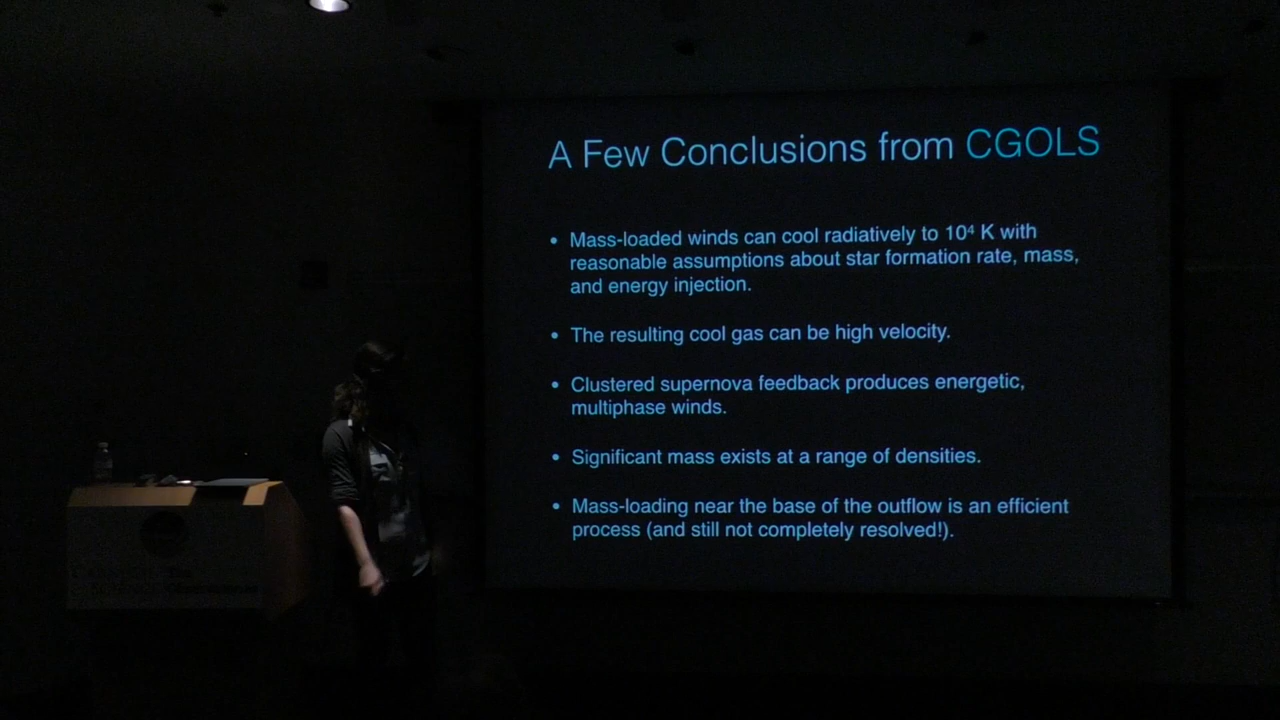 A Few Conclusions from CGOLS
• Mass-loaded winds can cool radiatively to 10⁴ K with
reasonable assumptions about star formation rate, mass,
and energy injection.
• The resulting cool gas can be high velocity.
• Clustered supernova feedback produces energetic,
multiphase winds.
• Significant mass exists at a range of densities.
• Mass-loading near the base of the outflow is an efficient
process (and still not completely resolved!).